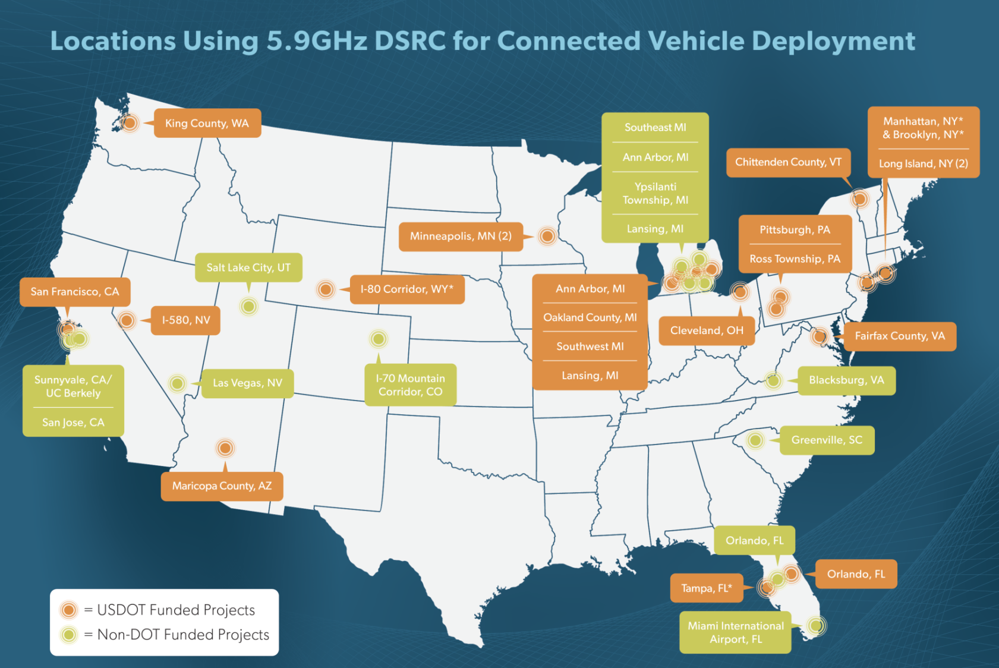 Locations Using 5.9GHz DSRC for Connected Vehicle Deployment
King County, WA
Southeast MI
Ann Arbor, MI
Ypsilanti
Township, MI
Lansing, MI
Manhattan, NY*
& Brooklyn, NY*
Long Island, NY (2)
Chittenden County, VT
Minneapolis, MN (2)
Pittsburgh, PA
Ross Township, PA
Salt Lake City, UT
San Francisco, CA
I-80 Corridor, WY*
I-580, NV
Ann Arbor, MI
Oakland County, MI
Southwest MI
Lansing, MI
Cleveland, OH
Fairfax County, VA
Sunnyvale, CA/
UC Berkely
San Jose, CA
Las Vegas, NV
I-70 Mountain
Corridor, CO
Blacksburg, VA
Greenville, SC
Maricopa County, AZ
Orlando, FL
Orlando, FL
Tampa, FL*
Miami International
Airport, FL
= USDOT Funded Projects
= Non-DOT Funded Projects